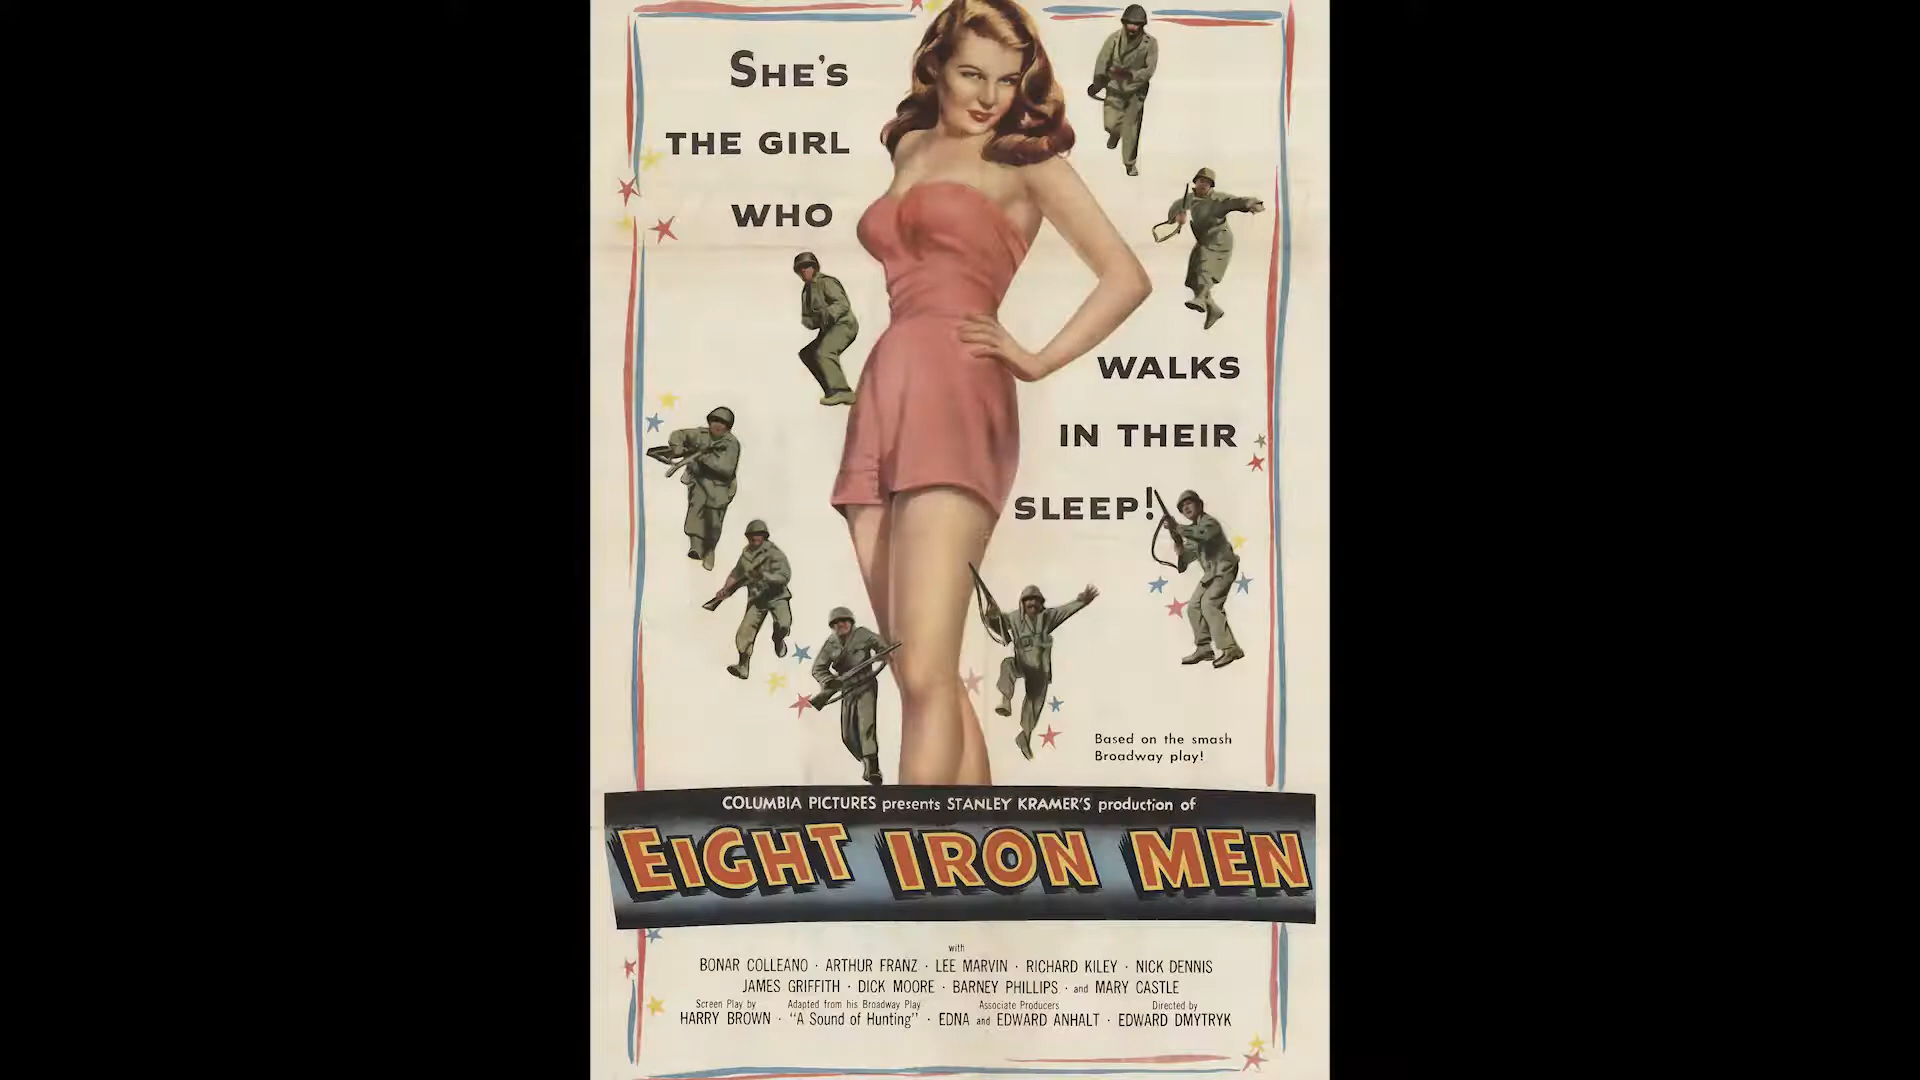 SHE'S
THE GIRL
WHO
WALKS
IN THEIR
SLEEP!
Based on the smash
Broadway play!
COLUMBIA PICTURES presents STANLEY KRAMER'S production of
EIGHT IRON MEN
with
BONAR COLLEANO · ARTHUR FRANZ · LEE MARVIN · RICHARD KILEY · NICK DENNIS
JAMES GRIFFITH · DICK MOORE · BARNEY PHILLIPS · and MARY CASTLE
Screen Play by Adapted from his Broadway Play Associate Producers Directed by
HARRY BROWN · "A Sound of Hunting" · EDNA and EDWARD ANHALT · EDWARD DMYTRYK